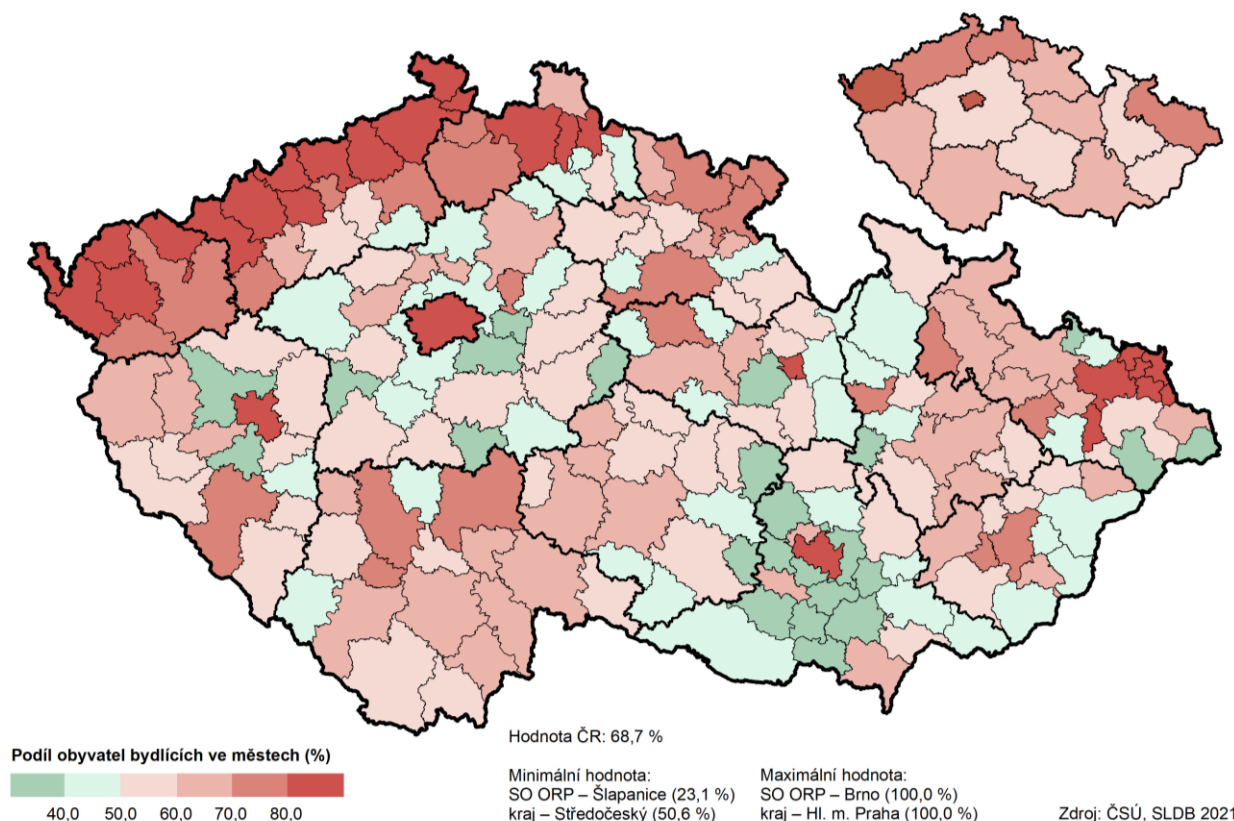 Hodnota ČR: 68,7 %
Podíl obyvatel bydlících ve městech (%)
40,0 50,0 60,0 70,0 80,0
Minimální hodnota:
SO ORP – Šlapanice (23,1 %)
kraj – Středočeský (50,6 %)
Maximální hodnota:
SO ORP – Brno (100,0 %)
kraj – Hl. m. Praha (100,0 %)
Zdroj: ČSÚ, SLDB 2021